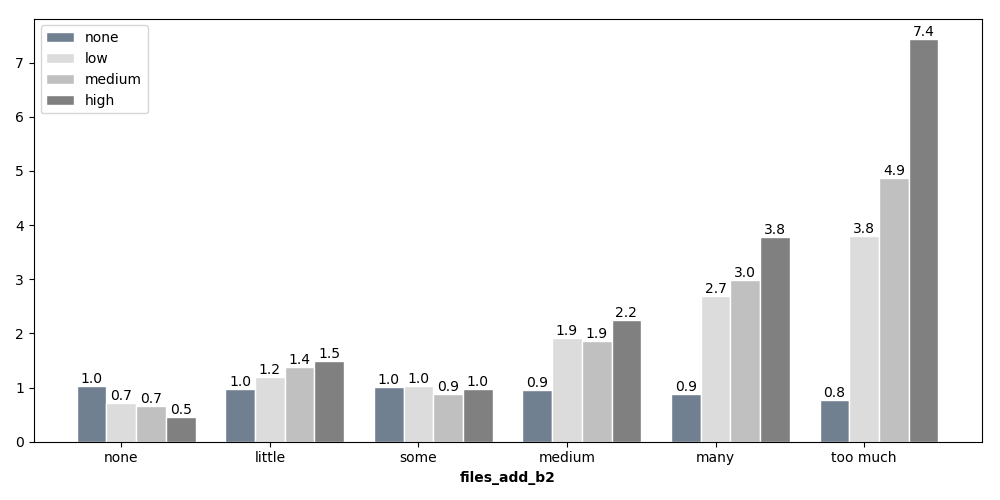 none
low
medium
high
7
6
5
4
3
2
1
0
1.0 0.7 0.7 0.5
1.0 1.2 1.4 1.5
1.0 1.0 0.9 1.0
0.9 1.9 1.9 2.2
0.9 2.7 3.0 3.8
0.8 3.8 4.9 7.4
none little some medium many too much
files_add_b2